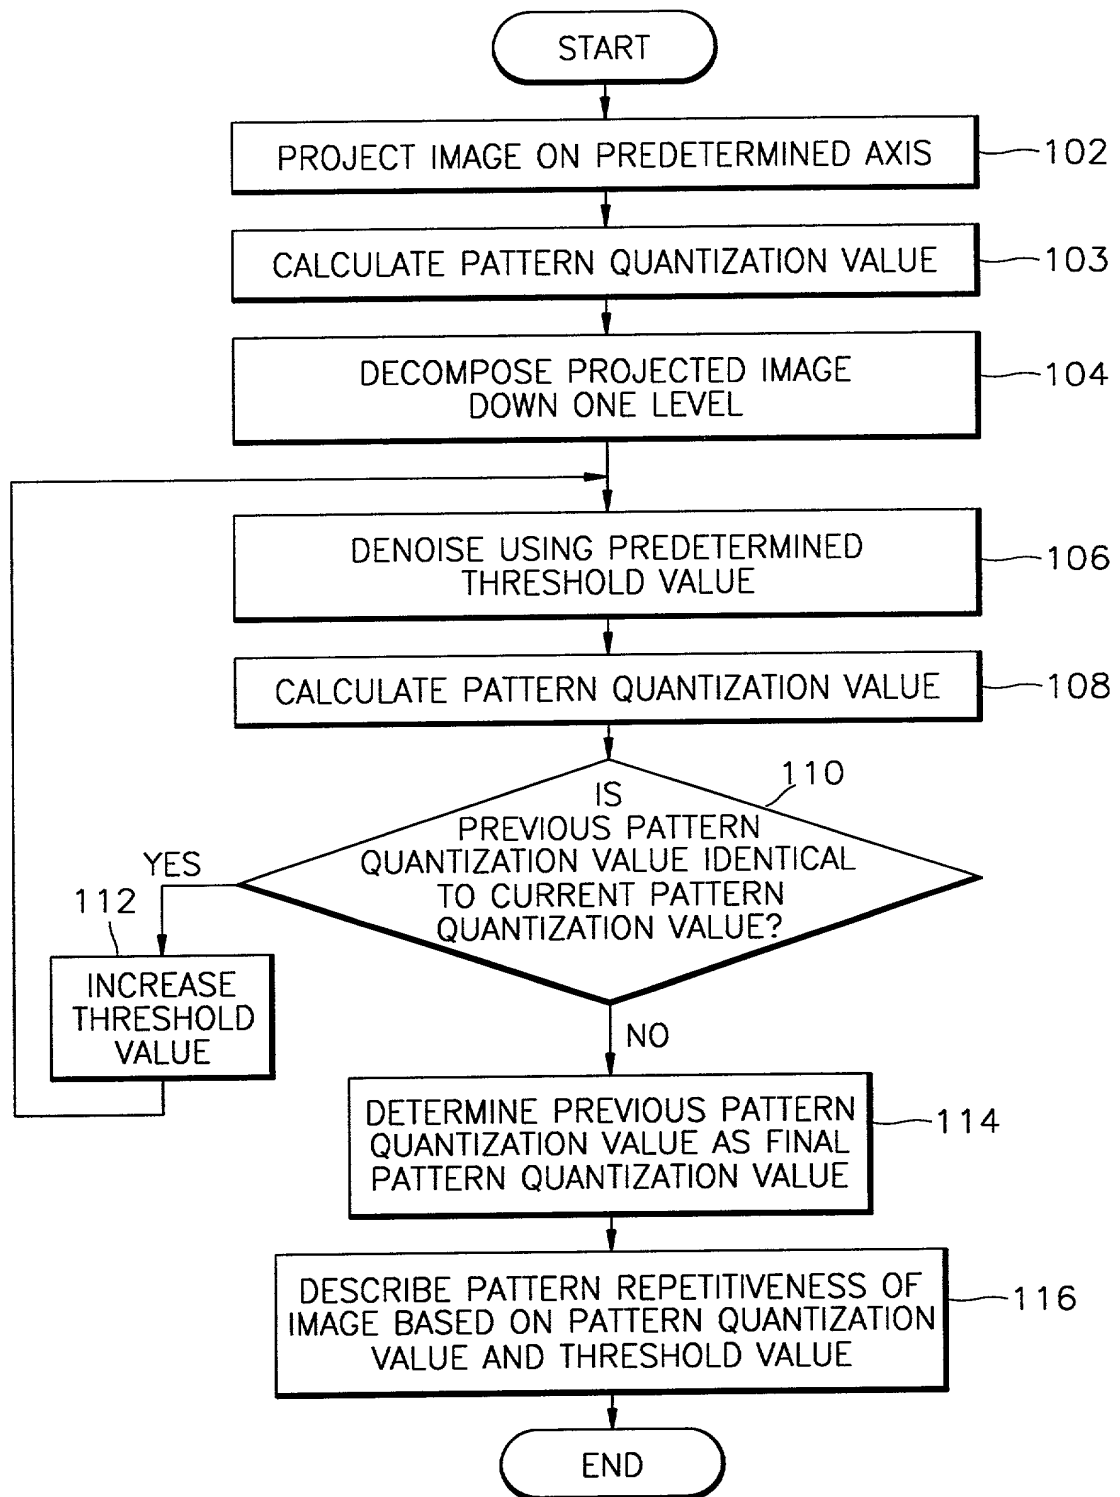 START
PROJECT IMAGE ON PREDETERMINED AXIS
102
CALCULATE PATTERN QUANTIZATION VALUE
103
DECOMPOSE PROJECTED IMAGE
DOWN ONE LEVEL
104
DENOISE USING PREDETERMINED
THRESHOLD VALUE
106
CALCULATE PATTERN QUANTIZATION VALUE
108
110
IS
PREVIOUS PATTERN
QUANTIZATION VALUE IDENTICAL
TO CURRENT PATTERN
QUANTIZATION VALUE?
YES
112
INCREASE
THRESHOLD
VALUE
NO
DETERMINE PREVIOUS PATTERN
QUANTIZATION VALUE AS FINAL
PATTERN QUANTIZATION VALUE
114
DESCRIBE PATTERN REPETITIVENESS OF
IMAGE BASED ON PATTERN QUANTIZATION
VALUE AND THRESHOLD VALUE
116
END